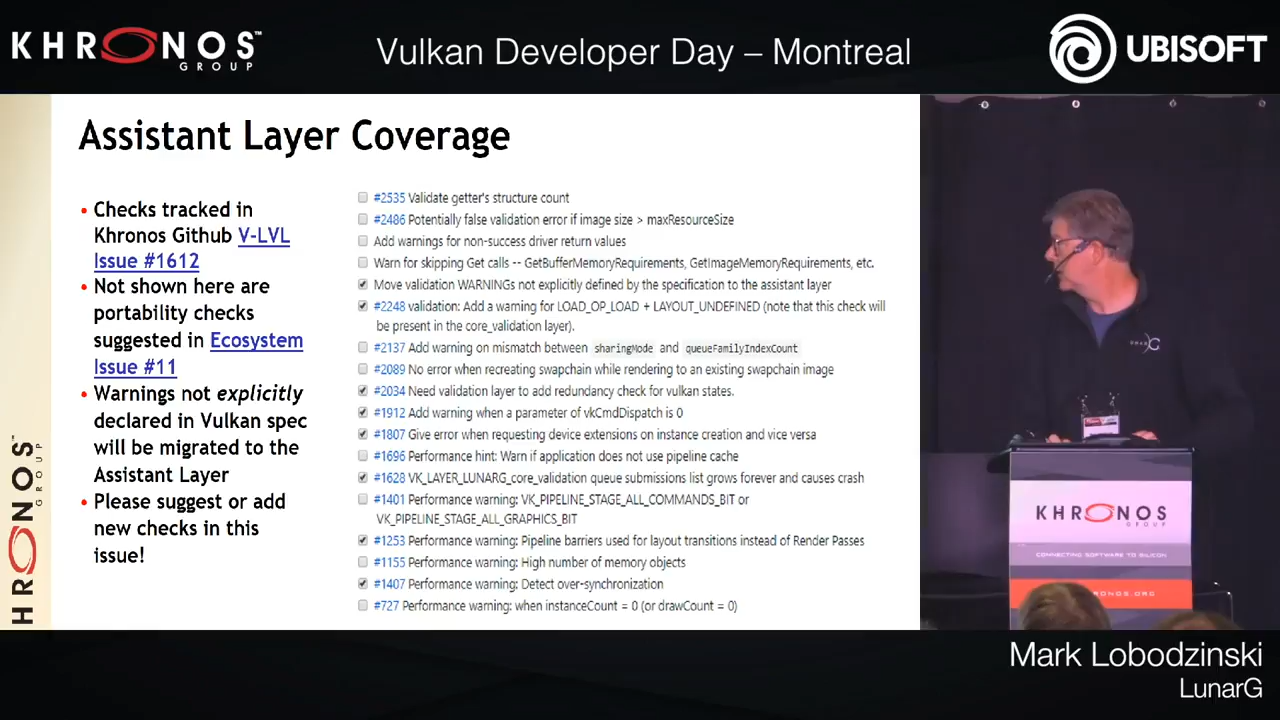 KHRONOS™
GROUP
Vulkan Developer Day – Montreal
UBISOFT
Assistant Layer Coverage
• Checks tracked in
Khronos Github V-LVL
Issue #1612
• Not shown here are
portability checks
suggested in Ecosystem
Issue #11
• Warnings not explicitly
declared in Vulkan spec
will be migrated to the
Assistant Layer
• Please suggest or add
new checks in this
issue!
#2535 Validate getter's structure count
#2486 Potentially false validation error if image size > maxResourceSize
Add warnings for non-success driver return values
Warn for skipping Get calls -- GetBufferMemoryRequirements, GetImageMemoryRequirements, etc.
Move validation WARNINGs not explicitly defined by the specification to the assistant layer
#2248 validation: Add a warning for LOAD_OP_LOAD + LAYOUT_UNDEFINED (note that this check will
be present in the core_validation layer).
#2137 Add warning on mismatch between sharingMode and queueFamilyIndexCount
#2089 No error when recreating swapchain while rendering to an existing swapchain image
#2034 Need validation layer to add redundancy check for vulkan states.
#1912 Add warning when a parameter of vkCmdDispatch is 0
#1807 Give error when requesting device extensions on instance creation and vice versa
#1696 Performance hint: Warn if application does not use pipeline cache
#1628 VK_LAYER_LUNARG_core_validation queue submissions list grows forever and causes crash
#1401 Performance warning: VK_PIPELINE_STAGE_ALL_COMMANDS_BIT or
VK_PIPELINE_STAGE_ALL_GRAPHICS_BIT
#1253 Performance warning: Pipeline barriers used for layout transitions instead of Render Passes
#1155 Performance warning: High number of memory objects
#1407 Performance warning: Detect over-synchronization
#727 Performance warning: when instanceCount = 0 (or drawCount = 0)
KHRONOS™
GROUP
KHRONOS
GROUP
CONNECTING SOFTWARE TO SILICON
KHRONOS.ORG
Mark Lobodzinski
LunarG